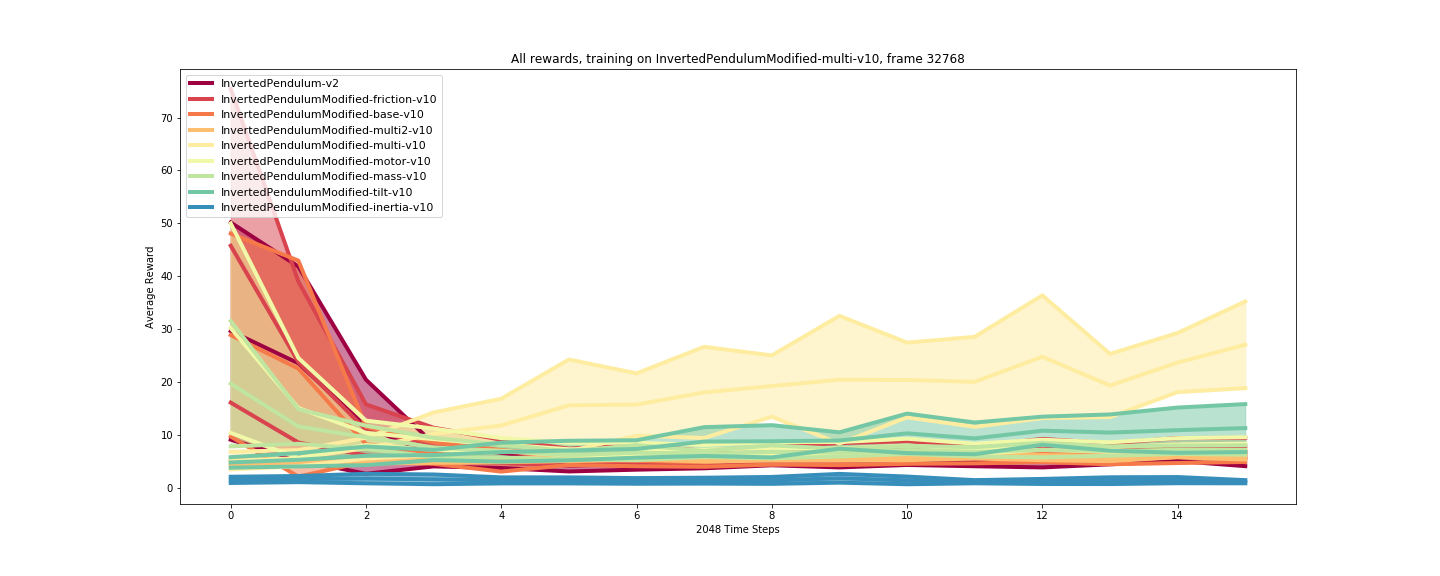 All rewards, training on InvertedPendulumModified-multi-v10, frame 32768
InvertedPendulum-v2
InvertedPendulumModified-friction-v10
InvertedPendulumModified-base-v10
InvertedPendulumModified-multi2-v10
InvertedPendulumModified-multi-v10
InvertedPendulumModified-motor-v10
InvertedPendulumModified-mass-v10
InvertedPendulumModified-tilt-v10
InvertedPendulumModified-inertia-v10
Average Reward
70
60
50
40
30
20
10
0
0 2 4 6 8 10 12 14
2048 Time Steps